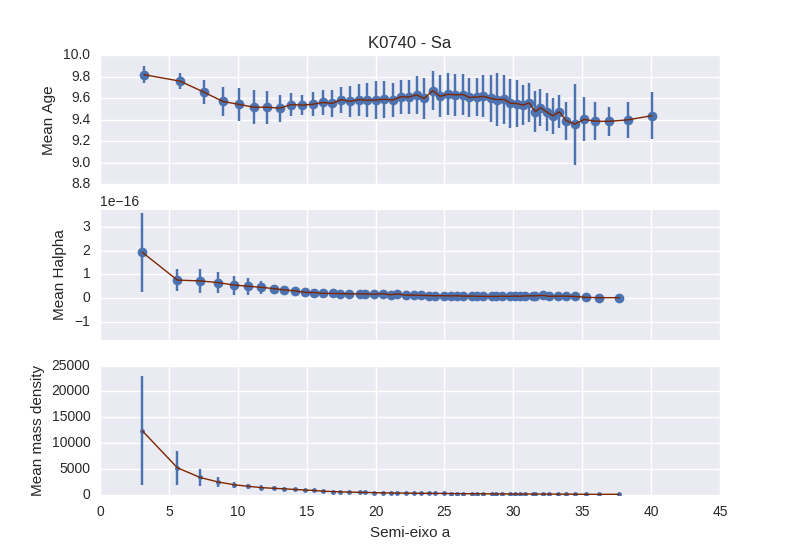 K0740 - Sa
10.0
9.8
9.6
9.4
9.2
9.0
8.8
Mean Age
1e−16
3
2
1
0
−1
Mean Halpha
25000
20000
15000
10000
5000
0
Mean mass density
0 5 10 15 20 25 30 35 40 45
Semi-eixo a